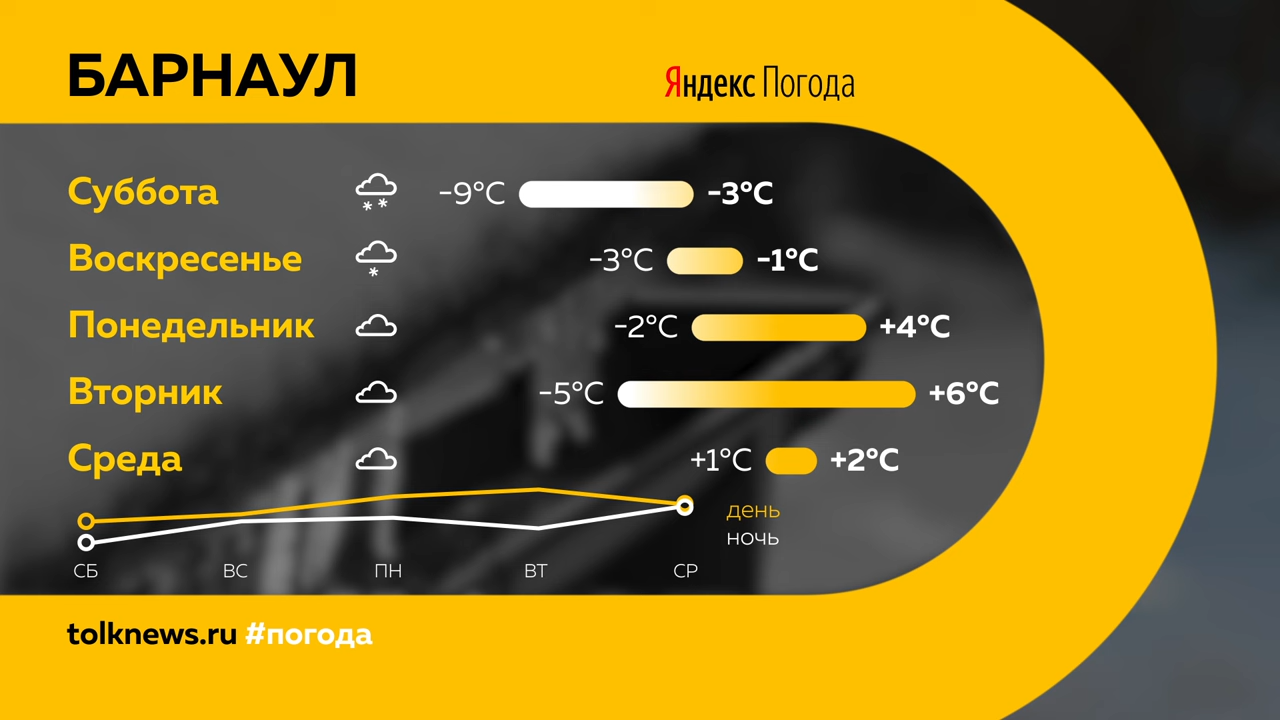 БАРНАУЛ
Яндекс Погода
Суббота -9°C -3°C
Воскресенье -3°C -1°C
Понедельник -2°C +4°C
Вторник -5°C +6°C
Среда +1°C +2°C
день
ночь
СБ ВС ПН ВТ СР
tolknews.ru #погода